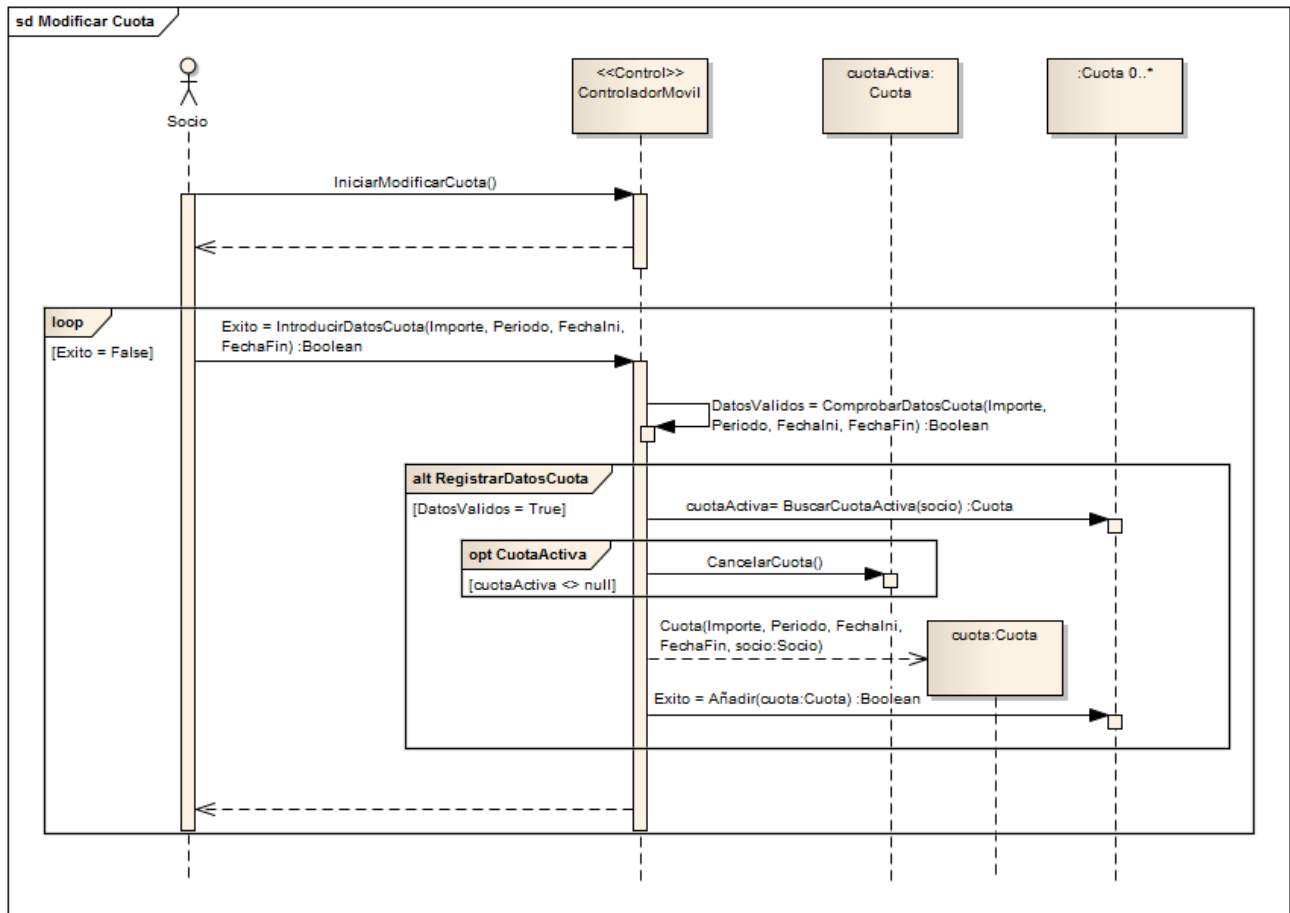 sd Modificar Cuota
Socio
<<Control>>
ControladorMovil
cuotaActiva:
Cuota
:Cuota 0..*
IniciarModificarCuota()
loop
[Exito = False]
Exito = IntroducirDatosCuota(Importe, Periodo, FechaIni,
FechaFin) :Boolean
DatosValidos = ComprobarDatosCuota(Importe,
Periodo, FechaIni, FechaFin) :Boolean
alt RegistrarDatosCuota
[DatosValidos = True]
cuotaActiva= BuscarCuotaActiva(socio) :Cuota
opt CuotaActiva
[cuotaActiva <> null]
CancelarCuota()
Cuota(Importe, Periodo, FechaIni,
FechaFin, socio:Socio)
cuota:Cuota
Exito = Añadir(cuota:Cuota) :Boolean